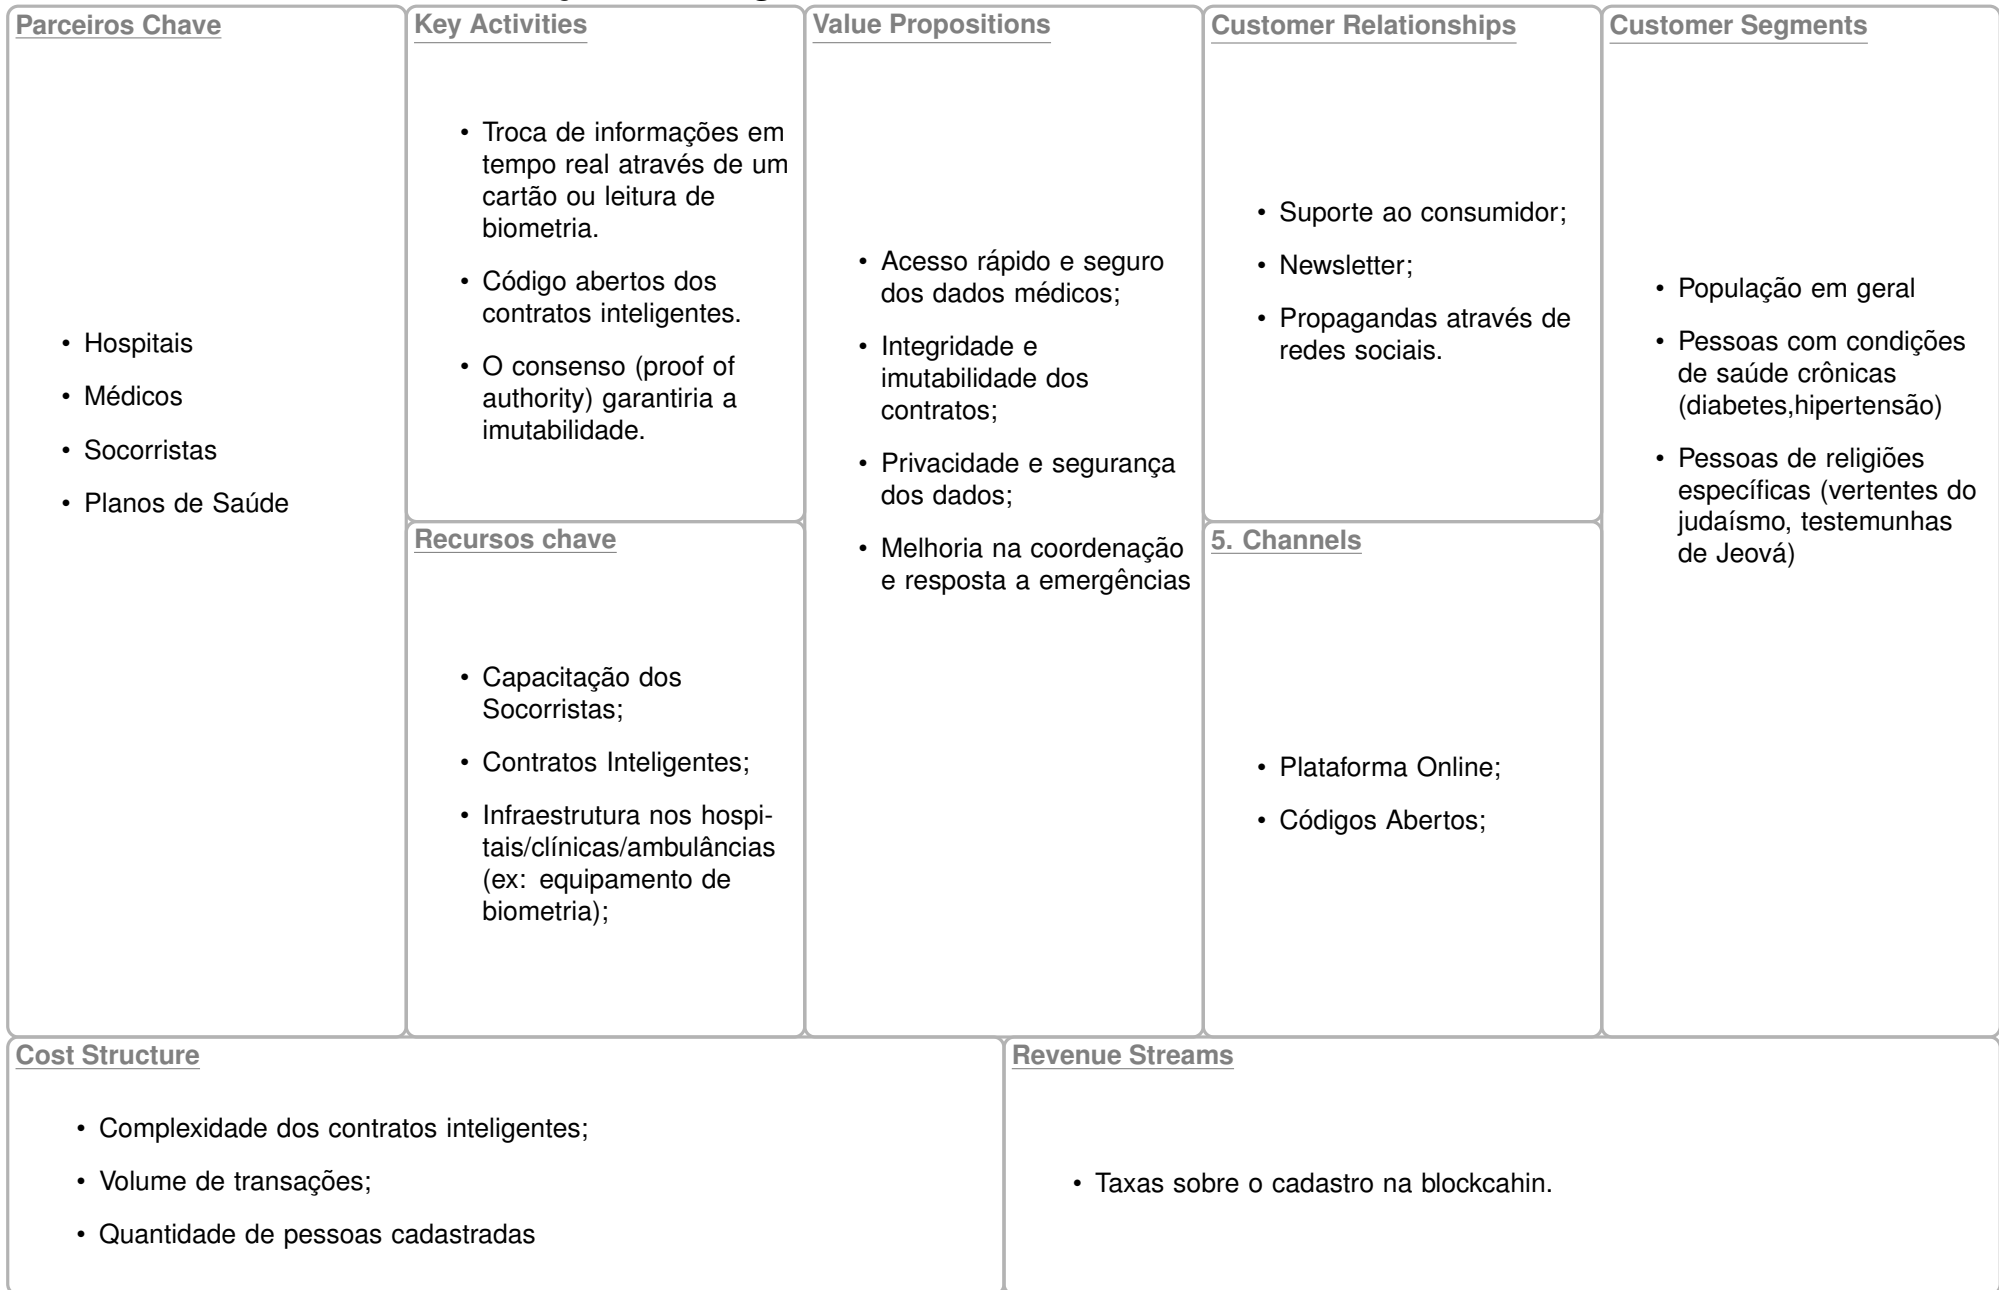 Parceiros Chave
• Hospitais
• Médicos
• Socorristas
• Planos de Saúde
Key Activities
• Troca de informações em
tempo real através de um
cartão ou leitura de
biometria.
• Código abertos dos
contratos inteligentes.
• O consenso (proof of
authority) garantiria a
imutabilidade.
Recursos chave
• Capacitação dos
Socorristas;
• Contratos Inteligentes;
• Infraestrutura nos hospi-
tais/clínicas/ambulâncias
(ex: equipamento de
biometria);
Value Propositions
• Acesso rápido e seguro
dos dados médicos;
• Integridade e
imutabilidade dos
contratos;
• Privacidade e segurança
dos dados;
• Melhoria na coordenação
e resposta a emergências
Customer Relationships
• Suporte ao consumidor;
• Newsletter;
• Propagandas através de
redes sociais.
5. Channels
• Plataforma Online;
• Códigos Abertos;
Customer Segments
• População em geral
• Pessoas com condições
de saúde crônicas
(diabetes,hipertensão)
• Pessoas de religiões
específicas (vertentes do
judaísmo, testemunhas
de Jeová)
Cost Structure
• Complexidade dos contratos inteligentes;
• Volume de transações;
• Quantidade de pessoas cadastradas
Revenue Streams
• Taxas sobre o cadastro na blockcahin.